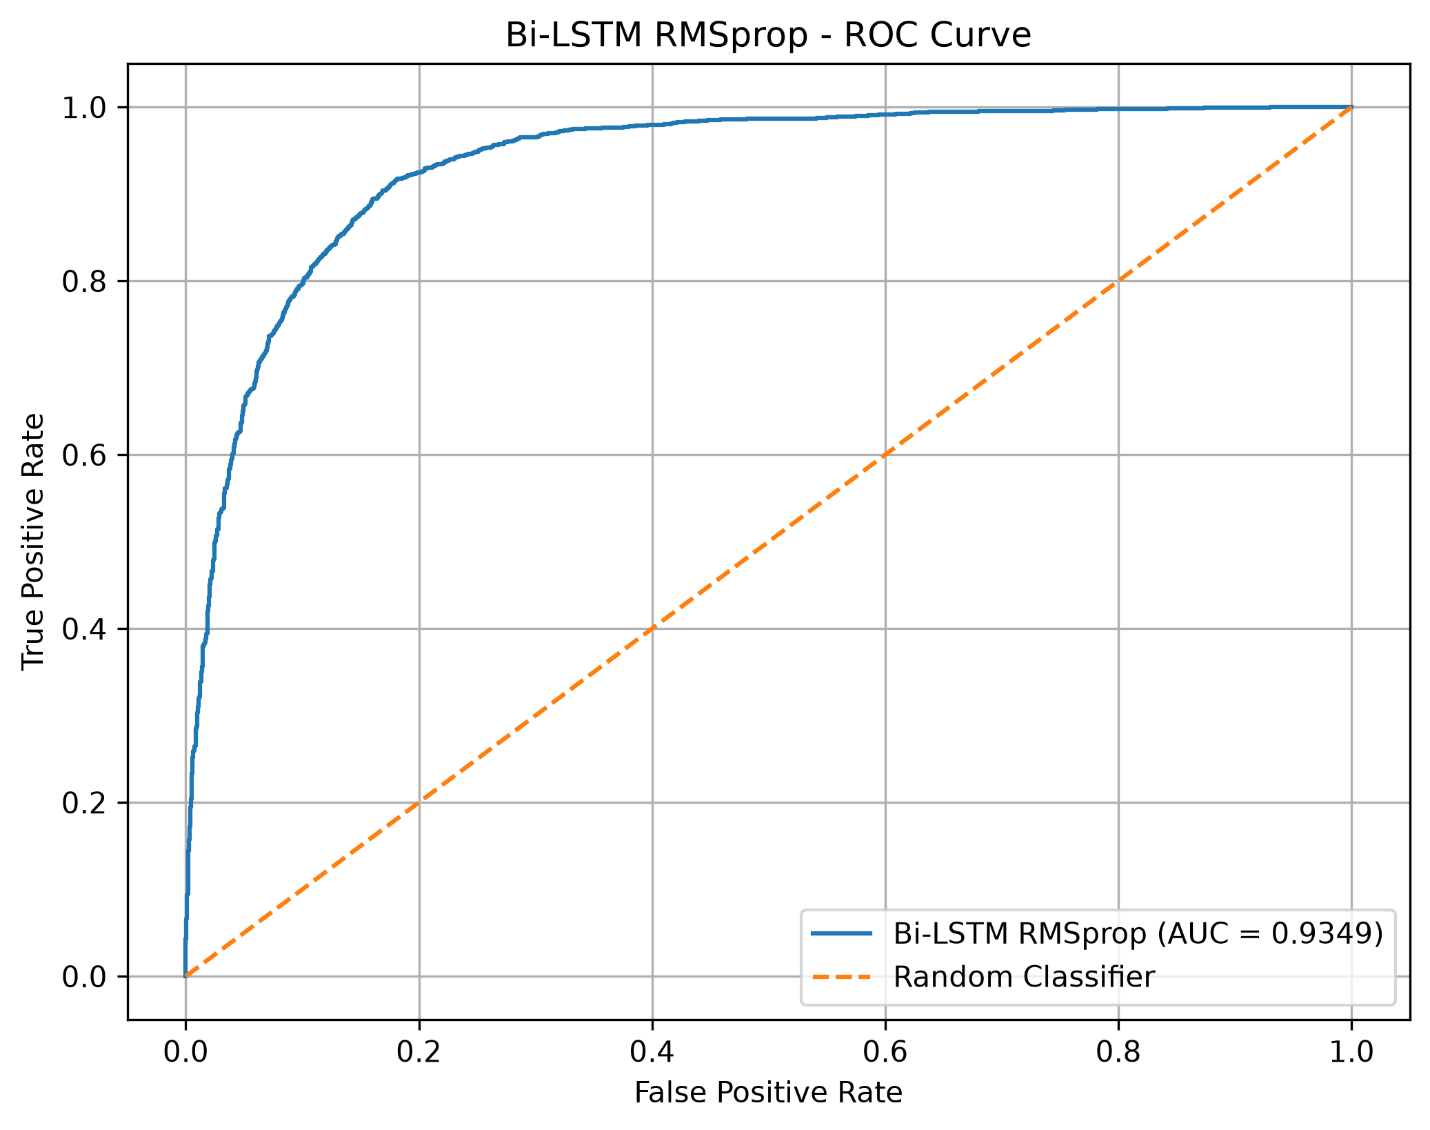 Bi-LSTM RMSprop - ROC Curve
True Positive Rate
1.0
0.8
0.6
0.4
0.2
0.0
Bi-LSTM RMSprop (AUC = 0.9349)
Random Classifier
0.0 0.2 0.4 0.6 0.8 1.0
False Positive Rate